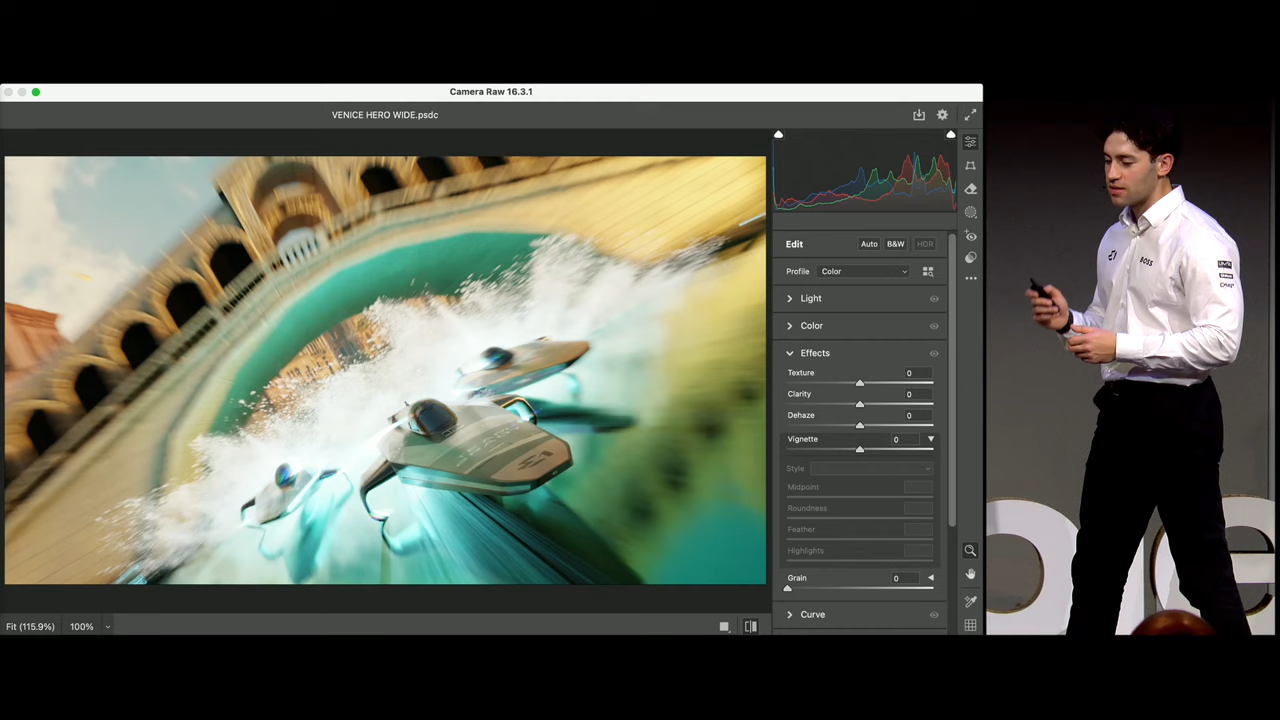 Camera Raw 16.3.1
VENICE HERO WIDE.psdc
Edit
Auto
B&W
HDR
Profile Color
Light
Color
Effects
Texture 0
Clarity 0
Dehaze 0
Vignette 0
Style
Midpoint
Roundness
Feather
Highlights
Grain 0
Curve
Fit (115.9%) 100%
E1
BOSS